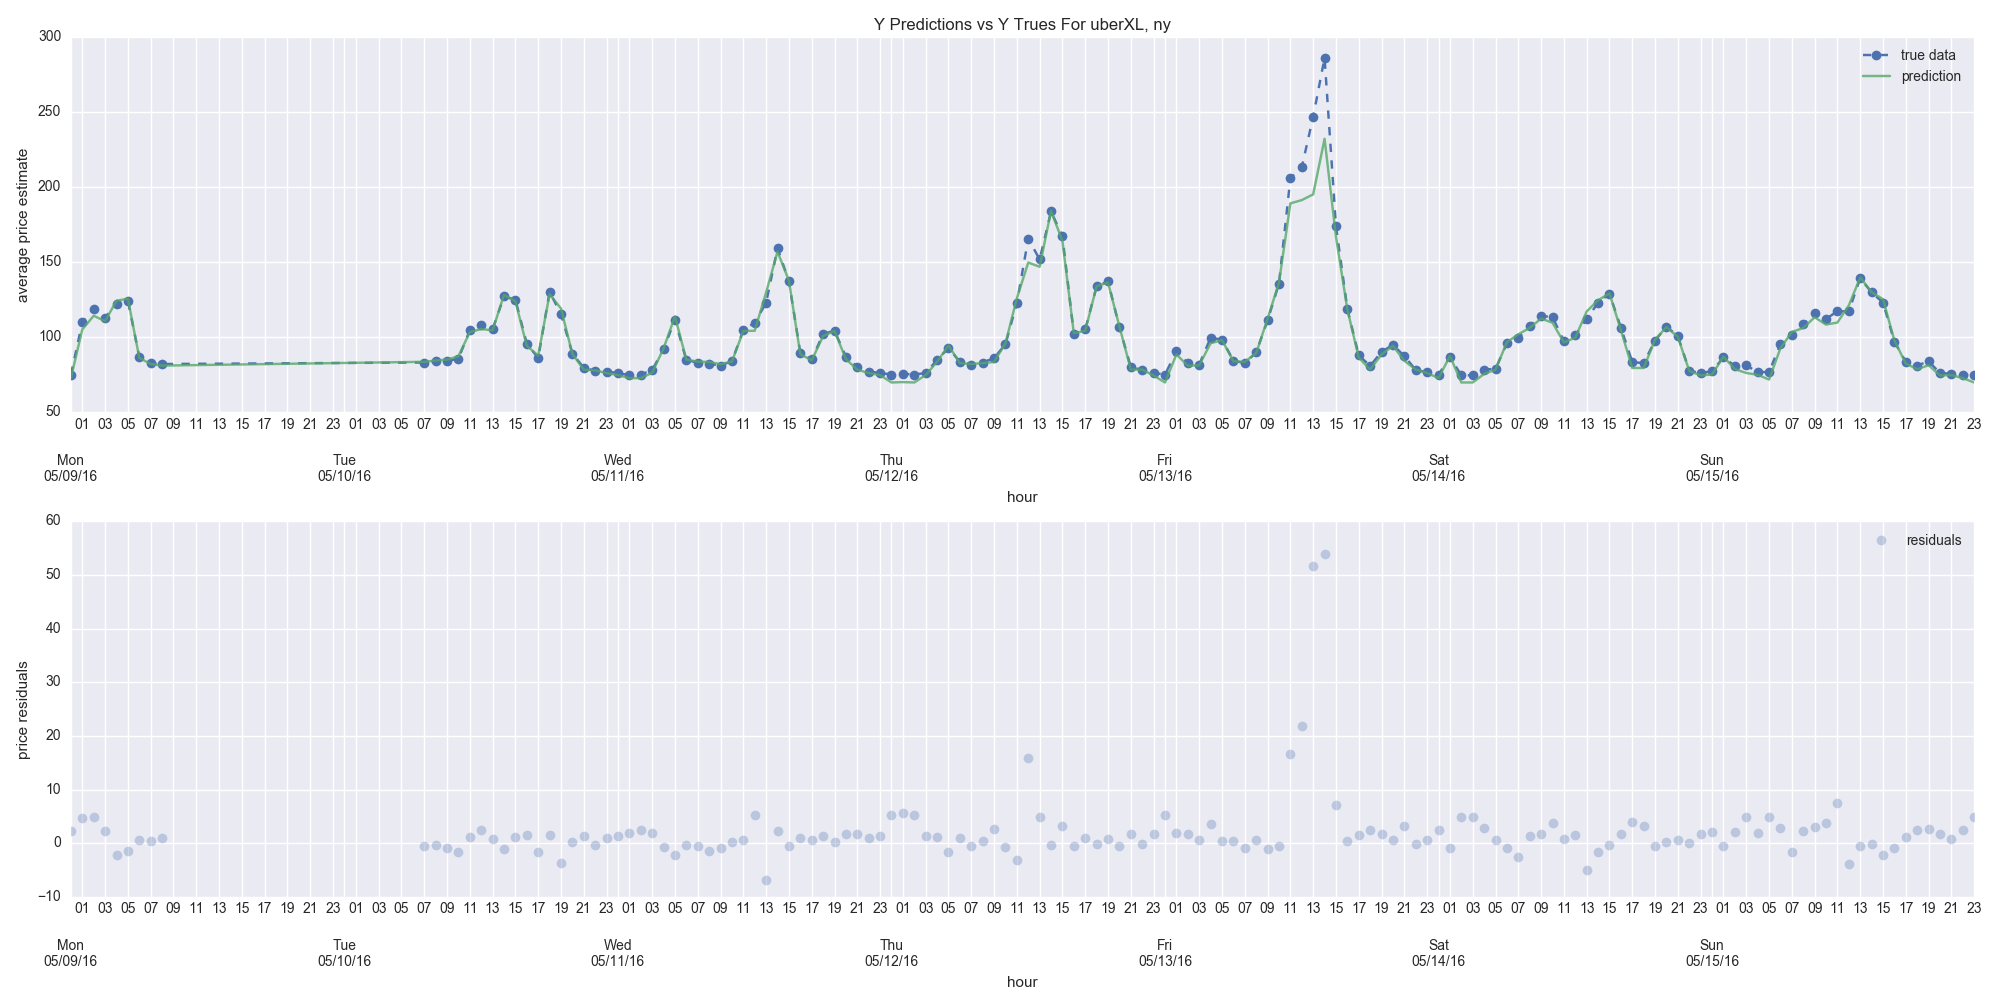 Y Predictions vs Y Trues For uberXL, ny
300
250
200
150
100
50
average price estimate
true data
prediction
01 03 05 07 09 11 13 15 17 19 21 23 01 03 05 07 09 11 13 15 17 19 21 23 01 03 05 07 09 11 13 15 17 19 21 23 01 03 05 07 09 11 13 15 17 19 21 23 01 03 05 07 09 11 13 15 17 19 21 23 01 03 05 07 09 11 13 15 17 19 21 23 01 03 05 07 09 11 13 15 17 19 21 23
Mon Tue Wed Thu Fri Sat Sun
05/09/16 05/10/16 05/11/16 05/12/16 05/13/16 05/14/16 05/15/16
hour
60
50
40
30
20
10
0
−10
price residuals
residuals
01 03 05 07 09 11 13 15 17 19 21 23 01 03 05 07 09 11 13 15 17 19 21 23 01 03 05 07 09 11 13 15 17 19 21 23 01 03 05 07 09 11 13 15 17 19 21 23 01 03 05 07 09 11 13 15 17 19 21 23 01 03 05 07 09 11 13 15 17 19 21 23 01 03 05 07 09 11 13 15 17 19 21 23
Mon Tue Wed Thu Fri Sat Sun
05/09/16 05/10/16 05/11/16 05/12/16 05/13/16 05/14/16 05/15/16
hour